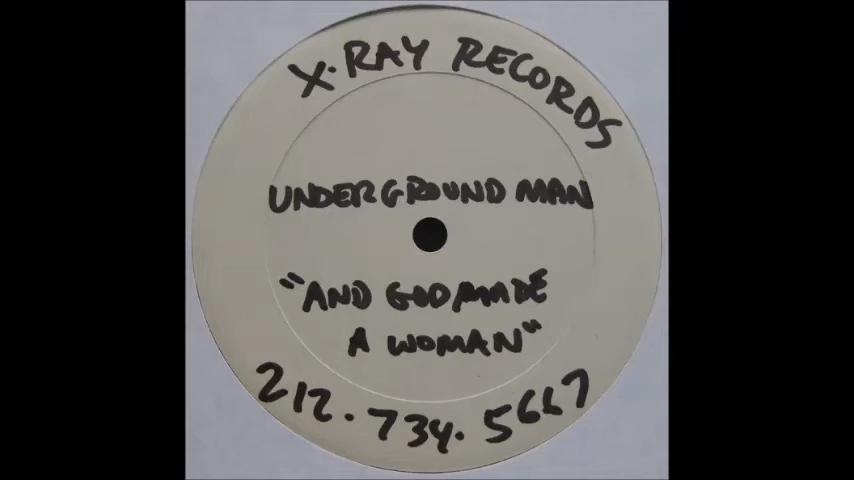 X-RAY RECORDS
UNDERGROUND MAN
"AND GOD MADE
A WOMAN"
212.734.5667